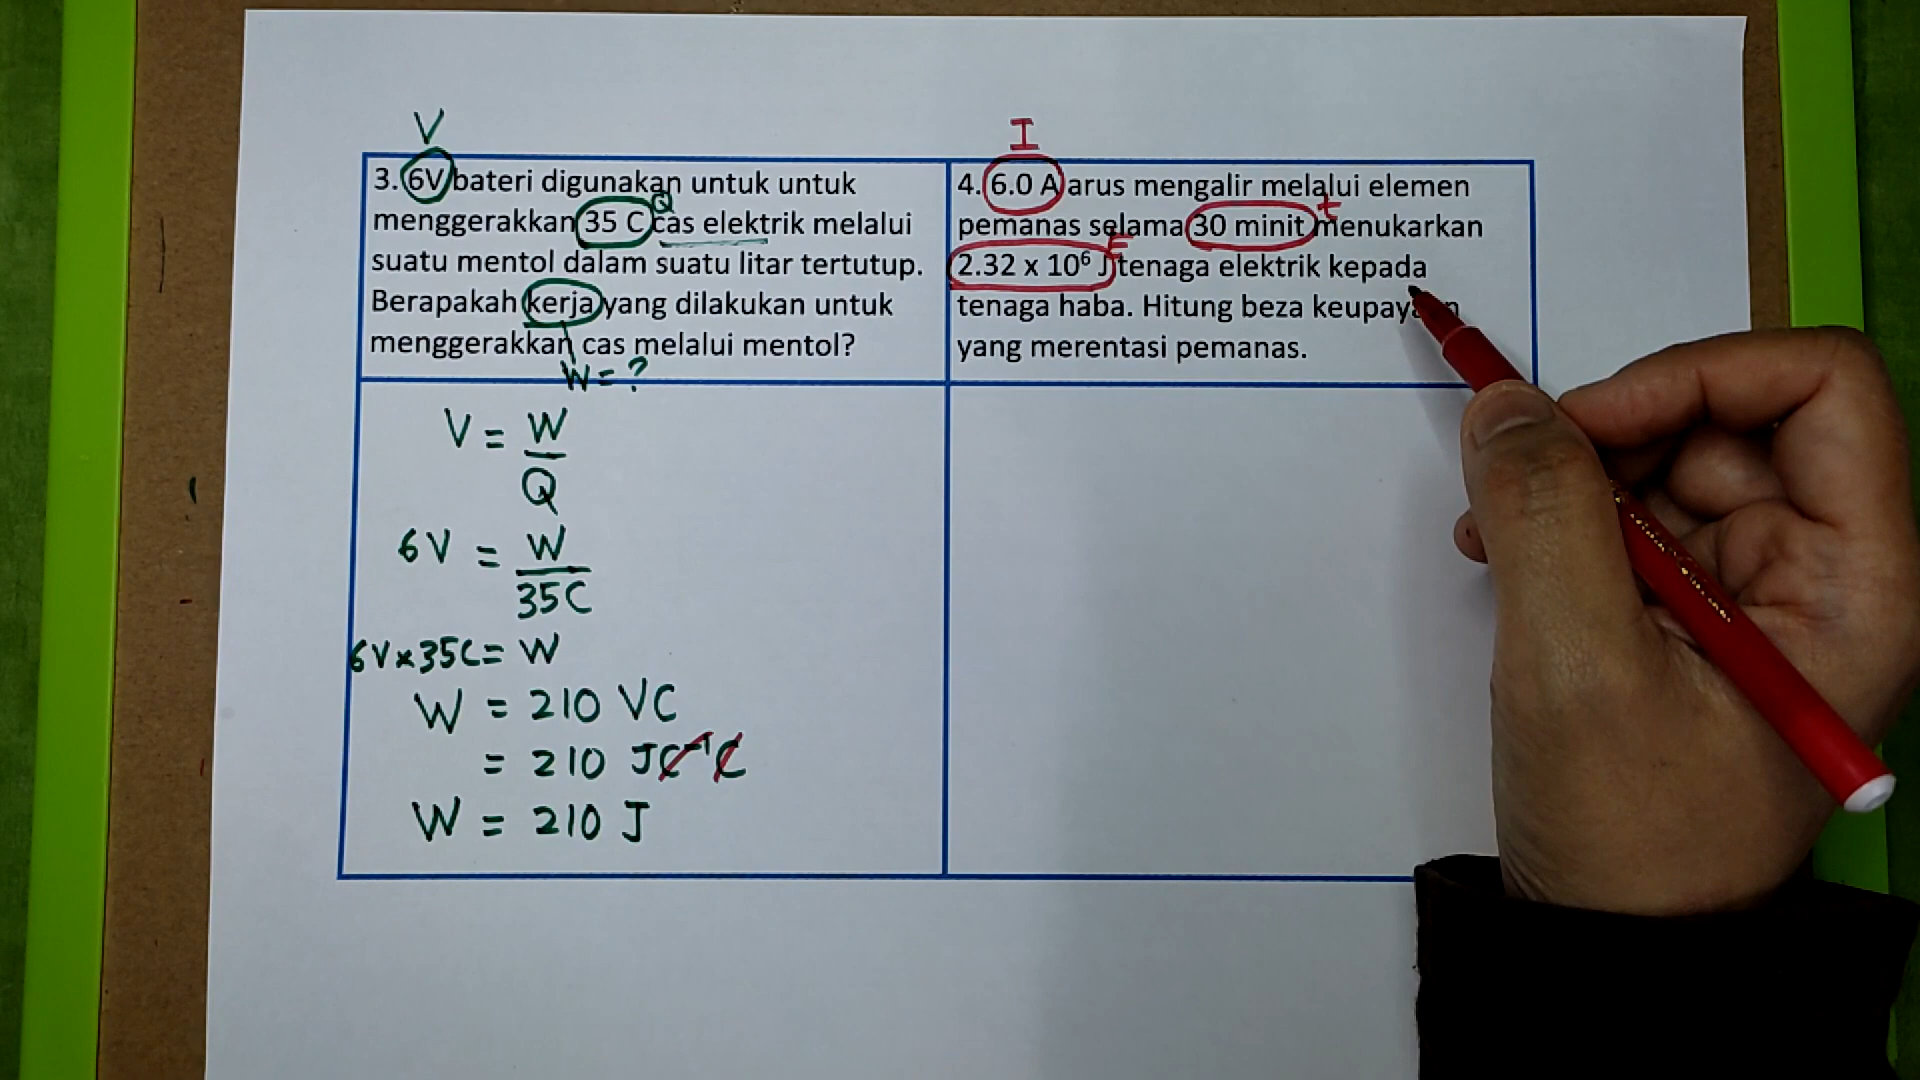 V
3. 6V bateri digunakan untuk untuk
Q
menggerakkan 35 C cas elektrik melalui
suatu mentol dalam suatu litar tertutup.
Berapakah kerja yang dilakukan untuk
menggerakkan cas melalui mentol?
W = ?
V = W
Q
6V = W
35C
6V×35C = W
W = 210 VC
= 210 JC⁻¹C
W = 210 J
I
4. 6.0 A arus mengalir melalui elemen
t
pemanas selama 30 minit menukarkan
E
2.32 x 10⁶ J tenaga elektrik kepada
tenaga haba. Hitung beza
yang merentasi pemanas.